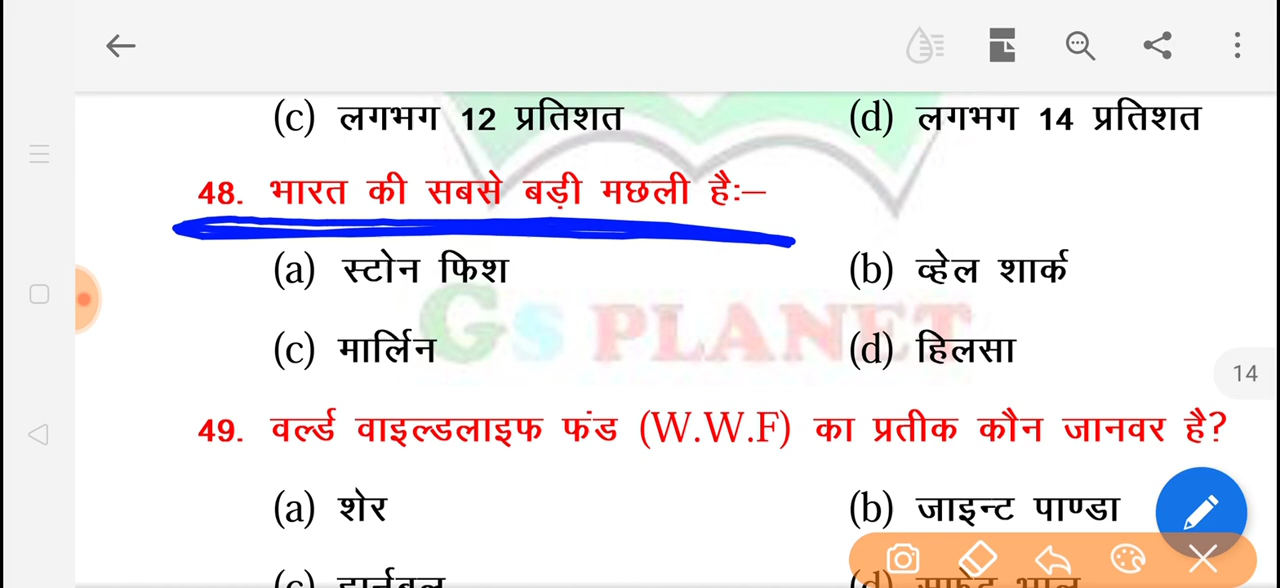 (c) लगभग 12 प्रतिशत (d) लगभग 14 प्रतिशत
48. भारत की सबसे बड़ी मछली हैः–
(a) स्टोन फिश (b) व्हेल शार्क
GS PLANET
(c) मार्लिन (d) हिलसा
14
49. वर्ल्ड वाइल्डलाइफ फंड (W.W.F) का प्रतीक कौन जानवर है?
(a) शेर (b) जाइन्ट पाण्डा
(c) (d)